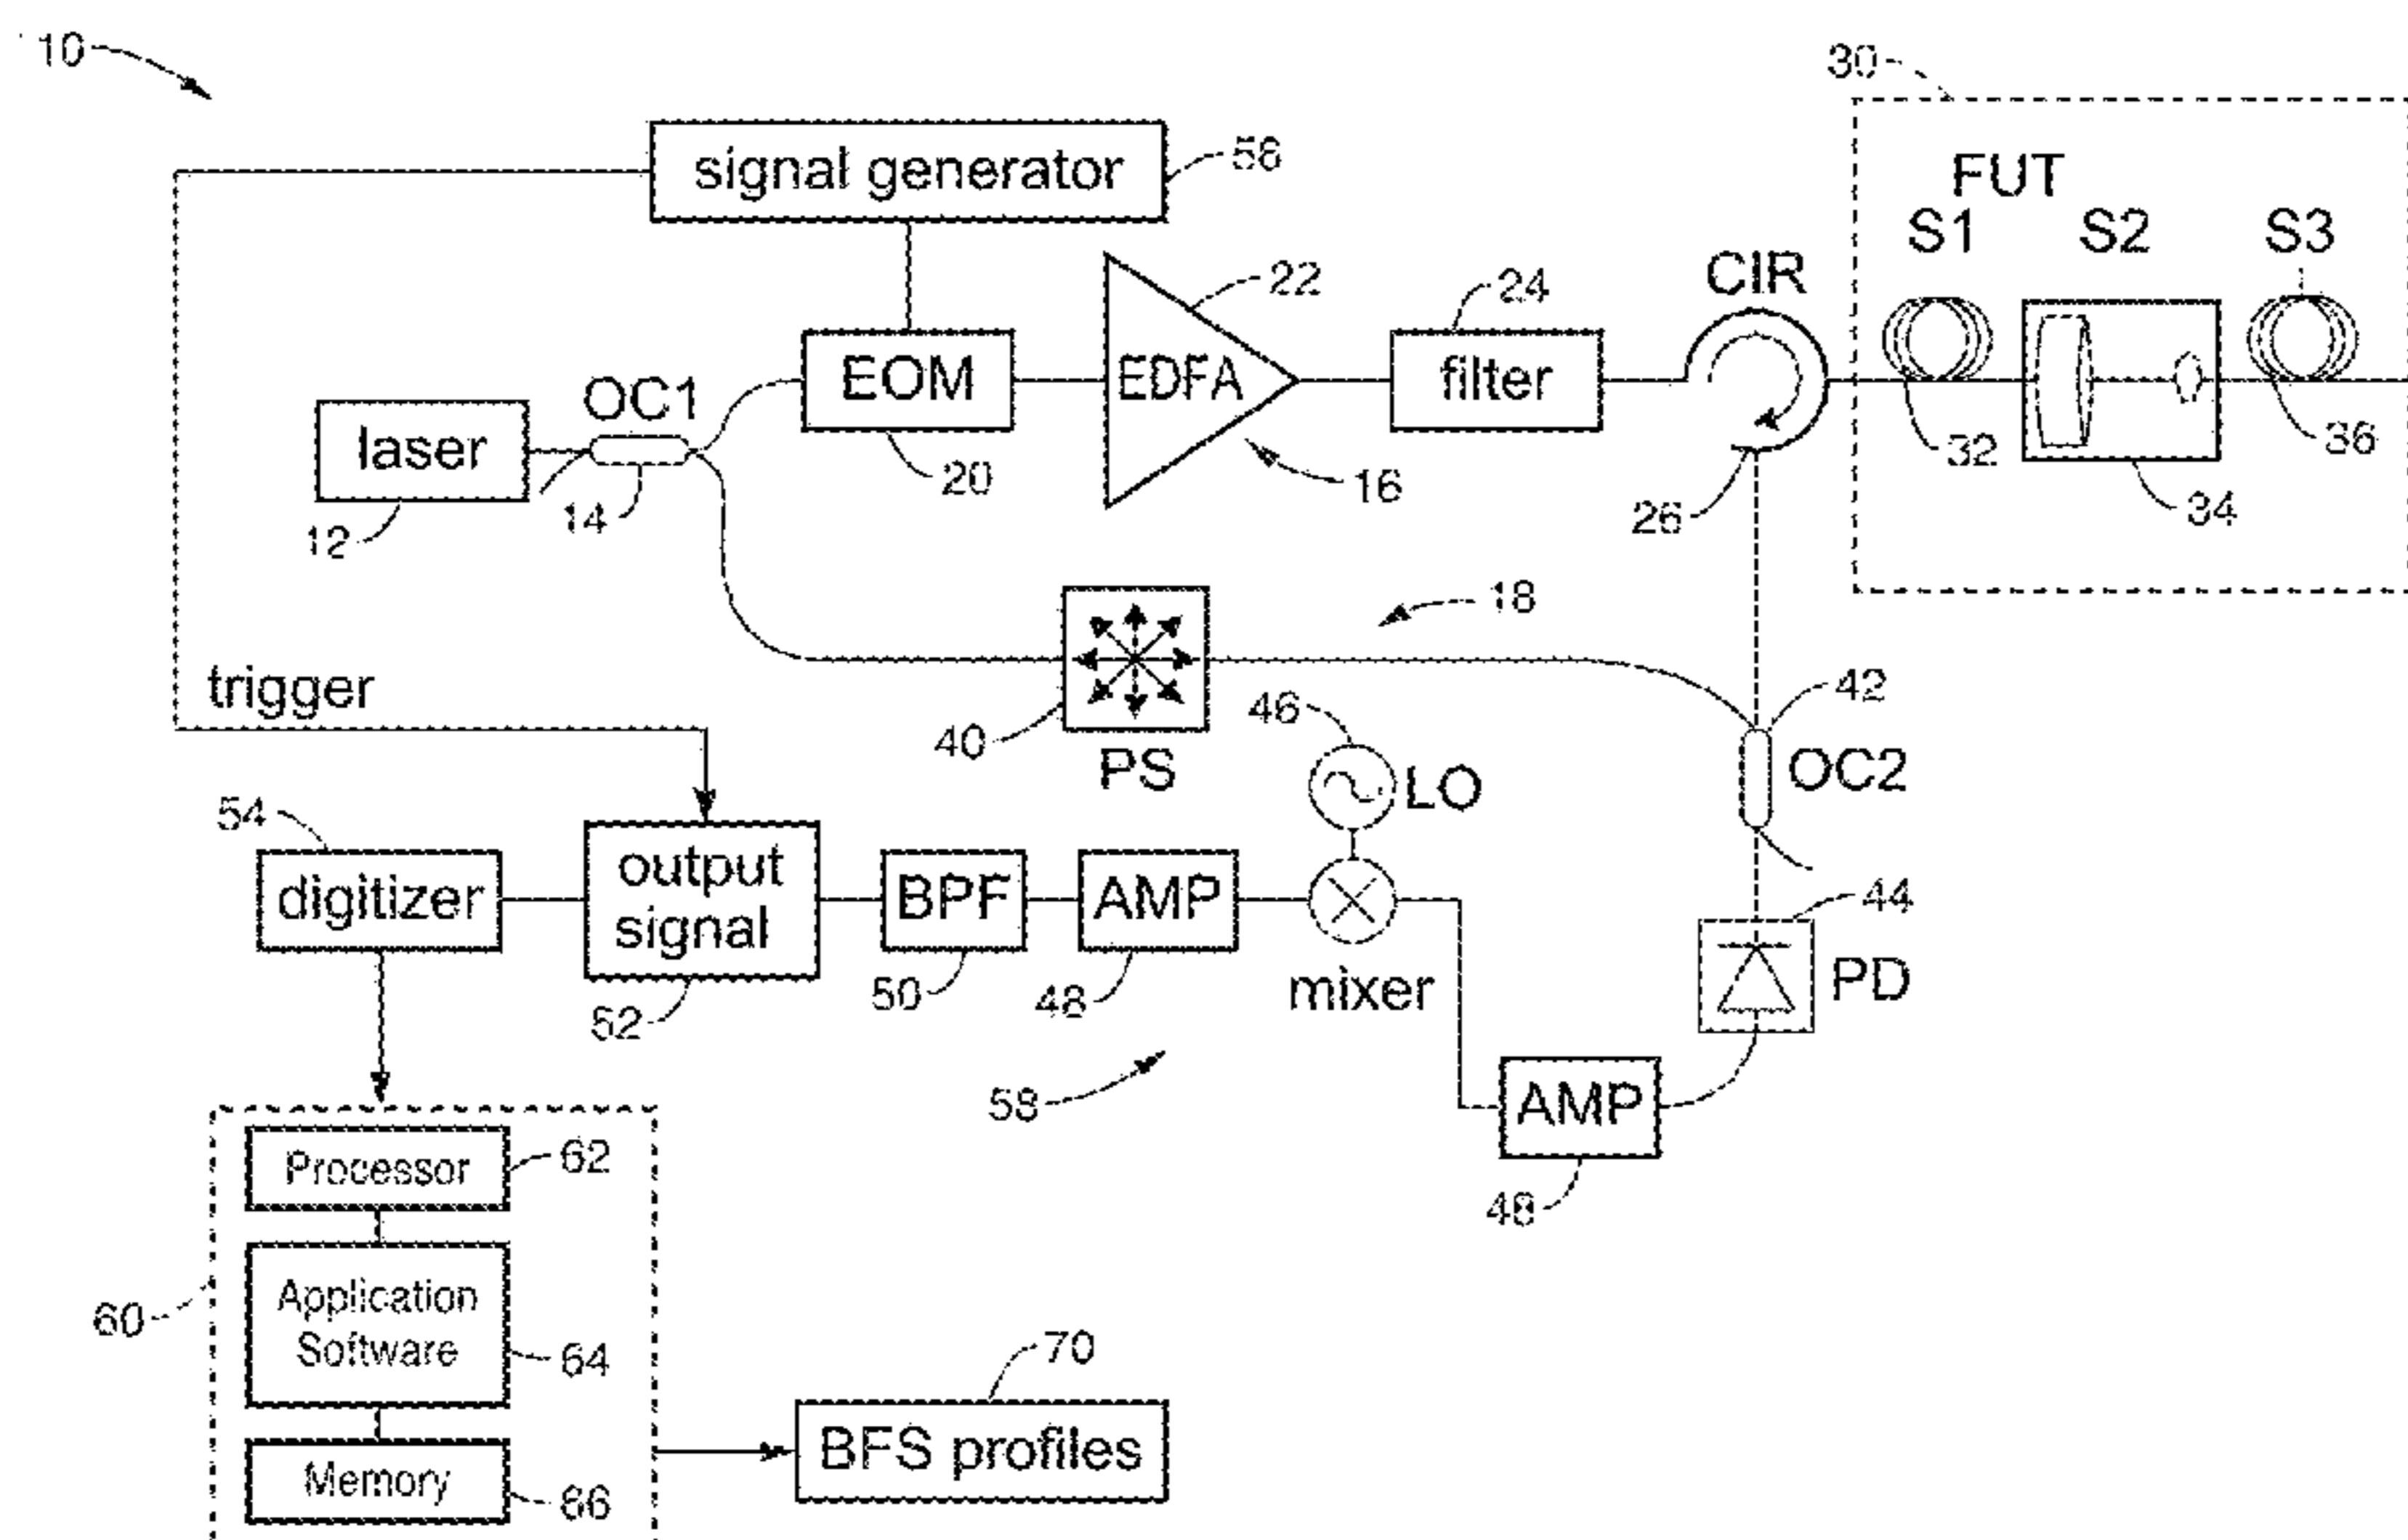 10
30
signal generator
56
FUT
S1
S2
S3
CIR
22
24
EOM
EDFA
filter
OC1
laser
32
36
34
12
14
20
16
26
18
trigger
42
46
40
PS
LO
OC2
54
output
signal
digitizer
BPF
AMP
44
50
48
mixer
PD
52
58
AMP
48
Processor
62
Application
Software
60
64
70
BFS profiles
Memory
66